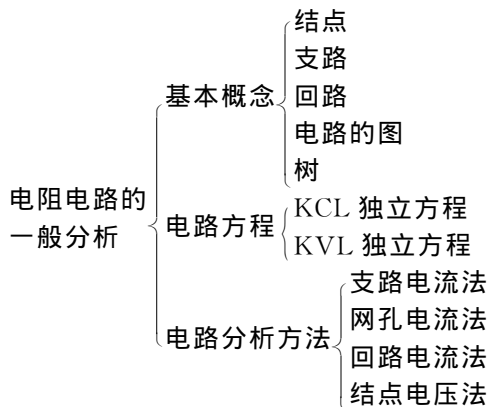 电阻电路的
一般分析
基本概念
结点
支路
回路
电路的图
树
电路方程
KCL 独立方程
KVL 独立方程
电路分析方法
支路电流法
网孔电流法
回路电流法
结点电压法